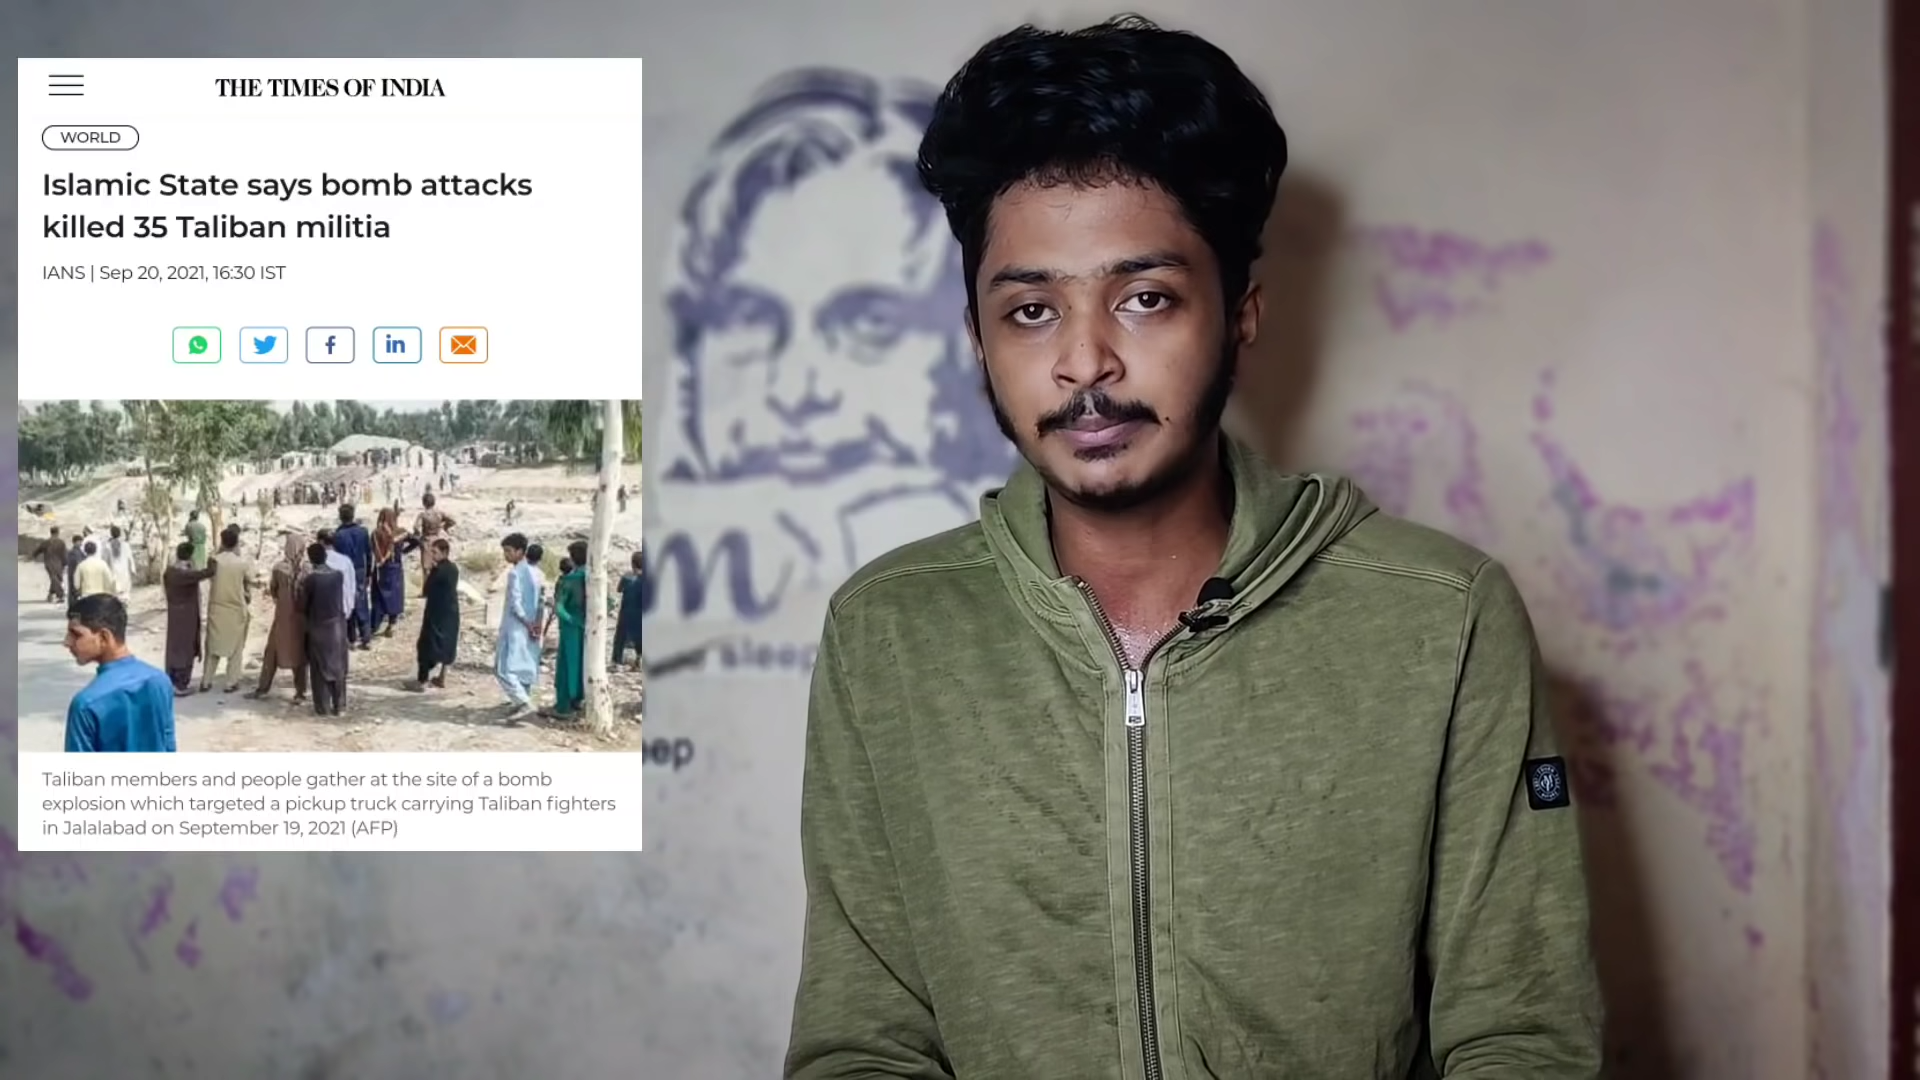 THE TIMES OF INDIA
WORLD
Islamic State says bomb attacks
killed 35 Taliban militia
IANS | Sep 20, 2021, 16:30 IST
Taliban members and people gather at the site of a bomb
explosion which targeted a pickup truck carrying Taliban fighters
in Jalalabad on September 19, 2021 (AFP)
sleep